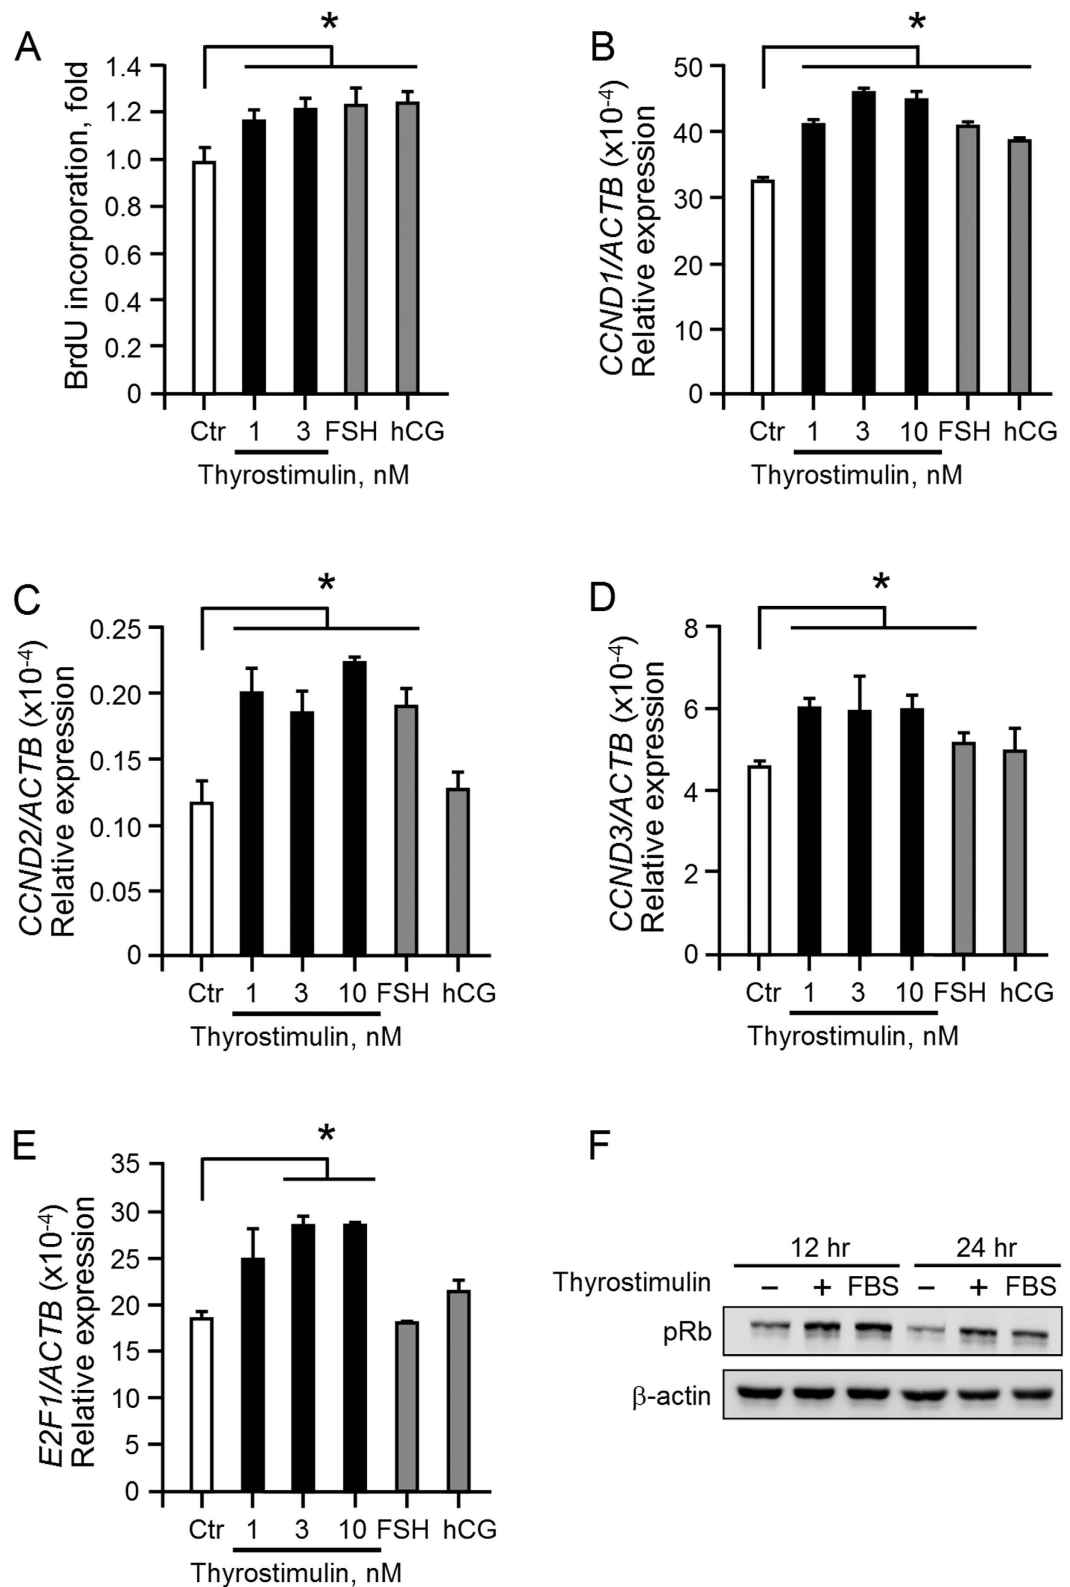 A
*
BrdU incorporation, fold
1.4
1.2
1.0
0.8
0.6
0.4
0.2
0
Ctr 1 3 FSH hCG
Thyrostimulin, nM
B
*
CCND1/ACTB (x10⁻⁴)
Relative expression
50
40
30
20
10
0
Ctr 1 3 10 FSH hCG
Thyrostimulin, nM
C
*
CCND2/ACTB (x10⁻⁴)
Relative expression
0.25
0.20
0.15
0.10
0.05
0
Ctr 1 3 10 FSH hCG
Thyrostimulin, nM
D
*
CCND3/ACTB (x10⁻⁴)
Relative expression
8
6
4
2
0
Ctr 1 3 10 FSH hCG
Thyrostimulin, nM
E
*
E2F1/ACTB (x10⁻⁴)
Relative expression
35
30
25
20
15
10
5
0
Ctr 1 3 10 FSH hCG
Thyrostimulin, nM
F
12 hr 24 hr
Thyrostimulin – + FBS – + FBS
pRb
β-actin